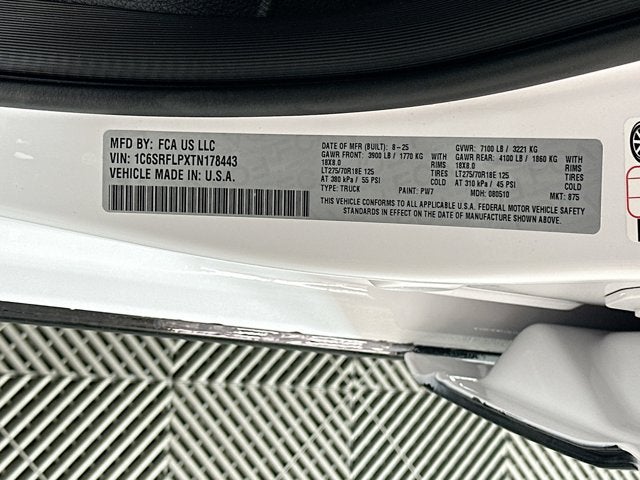 MFD BY: FCA US LLC
VIN: 1C6SRFLPXTN178443
VEHICLE MADE IN: U.S.A.
DATE OF MFR (BUILT): 8-25 GVWR: 7100 LB / 3221 KG
GAWR FRONT: 3900 LB / 1770 KG WITH GAWR REAR: 4100 LB / 1860 KG WITH
18X8.0 RIMS 18X8.0 RIMS
LT275/70R18E 125 TIRES LT275/70R18E 125 TIRES
AT 380 kPa / 55 PSI COLD AT 310 kPa / 45 PSI COLD
TYPE: TRUCK PAINT: PW7 MDH: 080510 MKT: 875
THIS VEHICLE CONFORMS TO ALL APPLICABLE U.S.A. FEDERAL MOTOR VEHICLE SAFETY
STANDARDS IN EFFECT ON THE DATE OF MANUFACTURE SHOWN ABOVE.